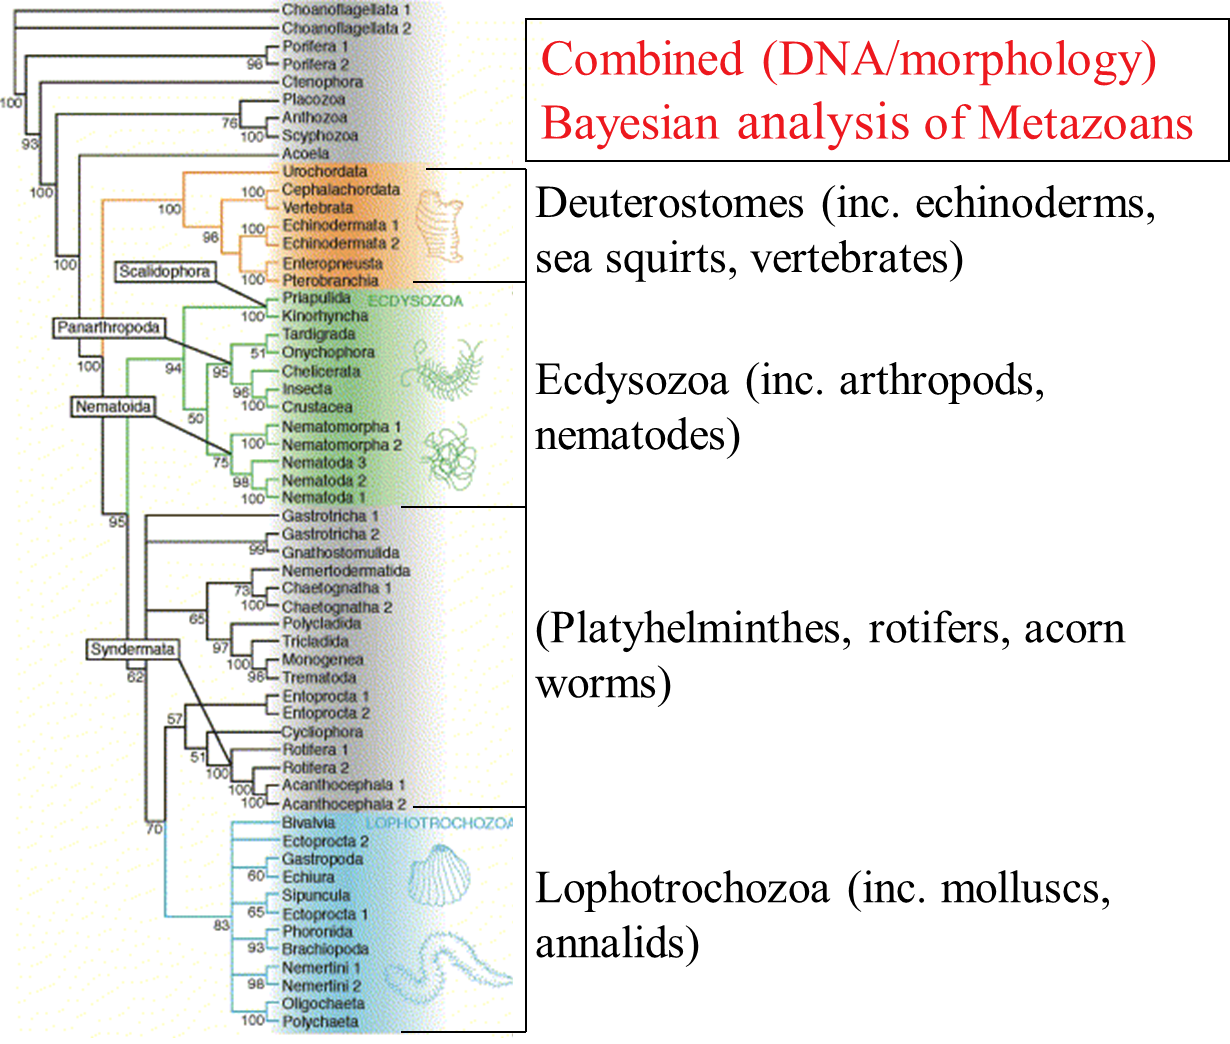 Choanoflagellata 1
Choanoflagellata 2
Porifera 1
Porifera 2
96
Ctenophora
100
Placozoa
Anthozoa
76
Scyphozoa
100
93
Acoela
Urochordata
100
Cephalachordata
100
Vertebrata
100
Echinodermata 1
100
96
Echinodermata 2
Enteropneusta
100
Scalidophora
Pterobranchia
100
Priapulida
ECDYSOZOA
Kinorhyncha
100
Panarthropoda
Tardigrada
Onychophora
51
100
94
95
Chelicerata
Insecta
96
Crustacea
100
Nematoida
50
Nematomorpha 1
Nematomorpha 2
100
75
Nematoda 3
Nematoda 2
98
Nematoda 1
100
95
Gastrotricha 1
Gastrotricha 2
Gnathostomulida
99
Nemertodermatida
73
Chaetognatha 1
Chaetognatha 2
100
65
Polycladida
97
Tricladida
Syndermata
Monogenea
100
Trematoda
98
62
Entoprocta 1
57
Entoprocta 2
Cycliophora
51
Rotifera 1
100
Rotifera 2
Acanthocephala 1
100
Acanthocephala 2
100
70
Bivalvia
LOPHOTROCHOZOA
Ectoprocta 2
Gastropoda
Echiura
60
Sipuncula
Ectoprocta 1
65
83
Phoronida
Brachiopoda
93
Nemertini 1
Nemertini 2
98
Oligochaeta
Polychaeta
100
Combined (DNA/morphology)
Bayesian analysis of Metazoans
Deuterostomes (inc. echinoderms,
sea squirts, vertebrates)
Ecdysozoa (inc. arthropods,
nematodes)
(Platyhelminthes, rotifers, acorn
worms)
Lophotrochozoa (inc. molluscs,
annalids)